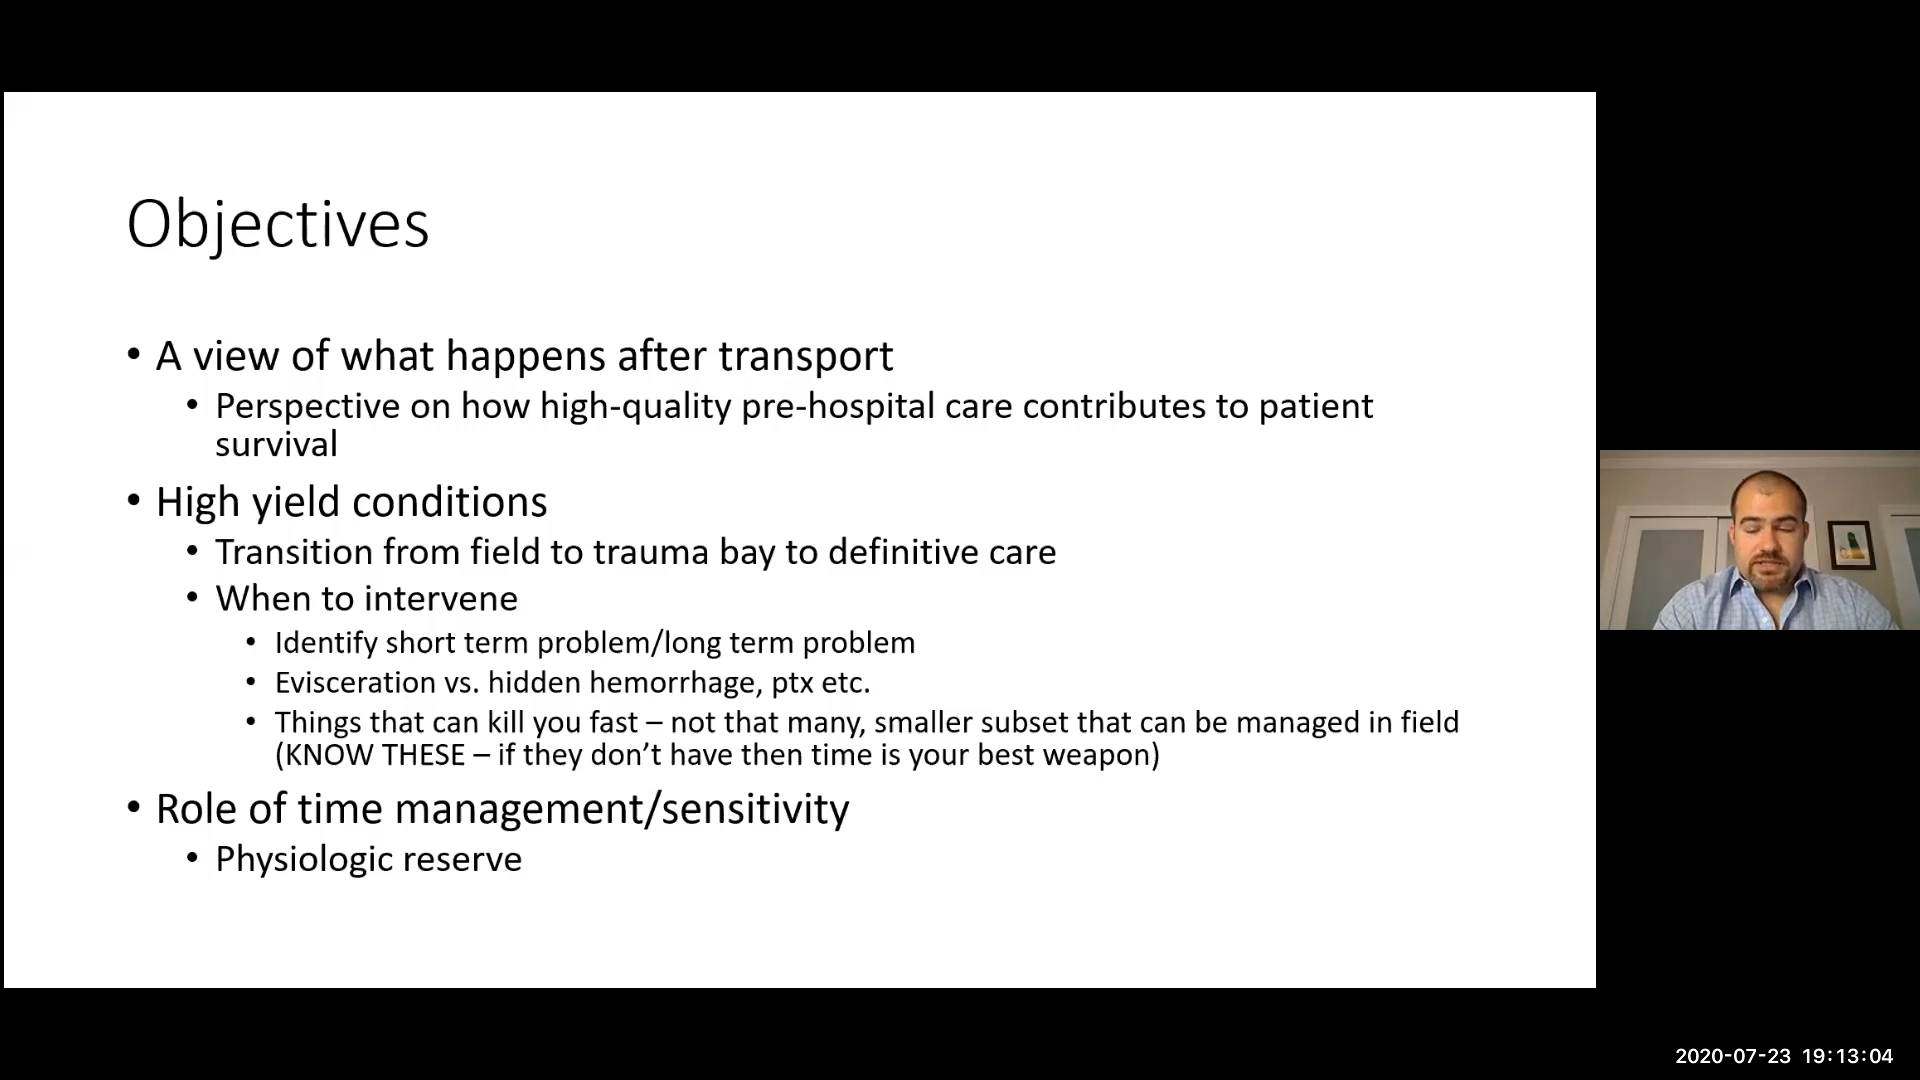 Objectives
• A view of what happens after transport
• Perspective on how high-quality pre-hospital care contributes to patient
survival
• High yield conditions
• Transition from field to trauma bay to definitive care
• When to intervene
• Identify short term problem/long term problem
• Evisceration vs. hidden hemorrhage, ptx etc.
• Things that can kill you fast – not that many, smaller subset that can be managed in field
(KNOW THESE – if they don’t have then time is your best weapon)
• Role of time management/sensitivity
• Physiologic reserve
2020-07-23 19:13:04